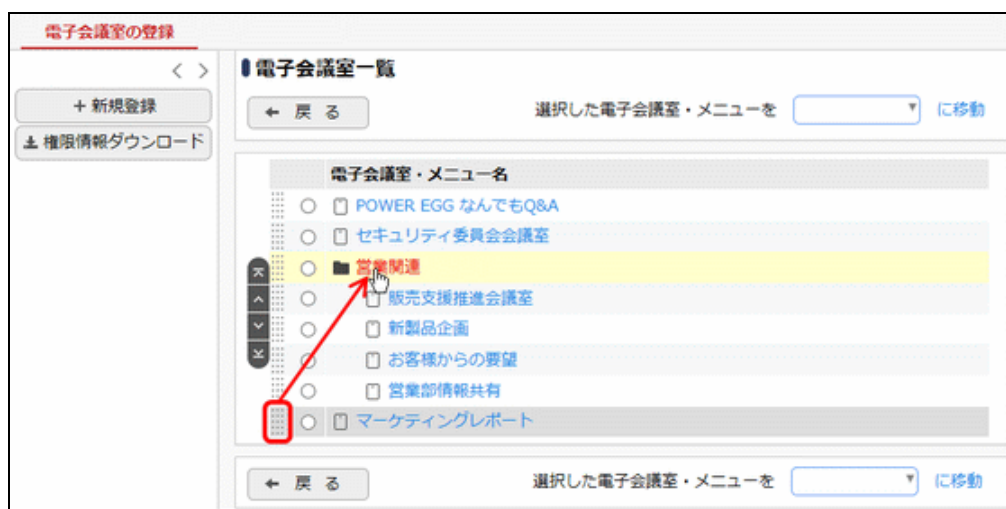 電子会議室の登録
電子会議室一覧
+ 新規登録
← 戻る
選択した電子会議室・メニューを
に移動
権限情報ダウンロード
電子会議室・メニュー名
POWER EGG なんでもQ&A
セキュリティ委員会会議室
営業関連
販売支援推進会議室
新製品企画
お客様からの要望
営業部情報共有
マーケティングレポート
← 戻る
選択した電子会議室・メニューを
に移動